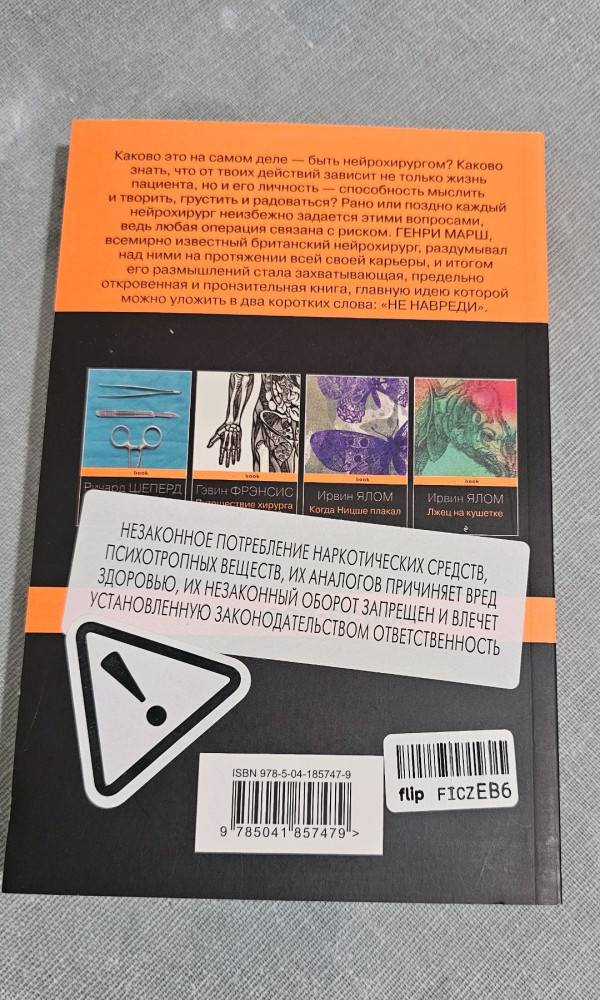 Каково это на самом деле — быть нейрохирургом? Каково
знать, что от твоих действий зависит не только жизнь
пациента, но и его личность — способность мыслить
и творить, грустить и радоваться? Рано или поздно каждый
нейрохирург неизбежно задается этими вопросами,
ведь любая операция связана с риском. ГЕНРИ МАРШ,
всемирно известный британский нейрохирург, раздумывал
над ними на протяжении всей своей карьеры, и итогом
его размышлений стала захватывающая, предельно
откровенная и пронзительная книга, главную идею которой
можно уложить в два коротких слова: «НЕ НАВРЕДИ».
book
Ричард ШЕПЕРД
book
Гэвин ФРЭНСИС
Путешествие хирурга
book
Ирвин ЯЛОМ
Когда Ницше плакал
book
Ирвин ЯЛОМ
Лжец на кушетке
НЕЗАКОННОЕ ПОТРЕБЛЕНИЕ НАРКОТИЧЕСКИХ СРЕДСТВ,
ПСИХОТРОПНЫХ ВЕЩЕСТВ, ИХ АНАЛОГОВ ПРИЧИНЯЕТ ВРЕД
ЗДОРОВЬЮ, ИХ НЕЗАКОННЫЙ ОБОРОТ ЗАПРЕЩЕН И ВЛЕЧЕТ
УСТАНОВЛЕННУЮ ЗАКОНОДАТЕЛЬСТВОМ ОТВЕТСТВЕННОСТЬ
!
ISBN 978-5-04-185747-9
9 785041 857479 >
flip FICZEB6